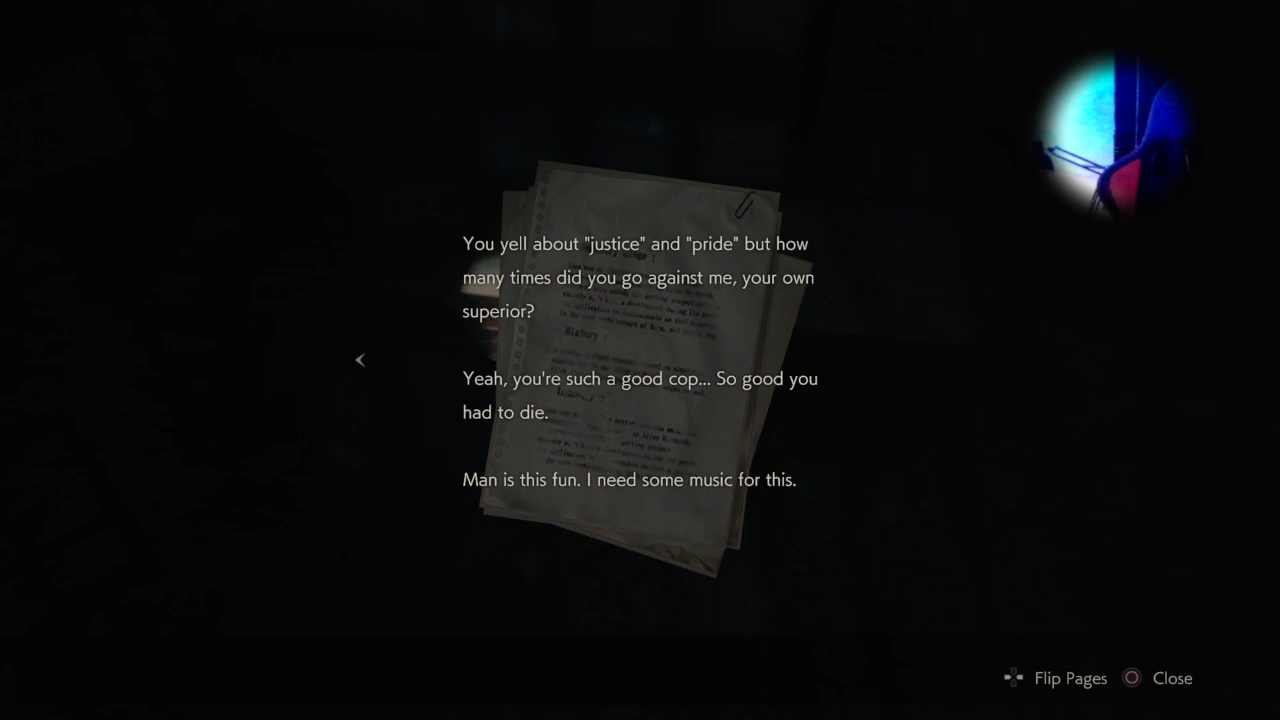 You yell about "justice" and "pride" but how
many times did you go against me, your own
superior?
Yeah, you're such a good cop... So good you
had to die.
Man is this fun. I need some music for this.
History :
Flip Pages
Close